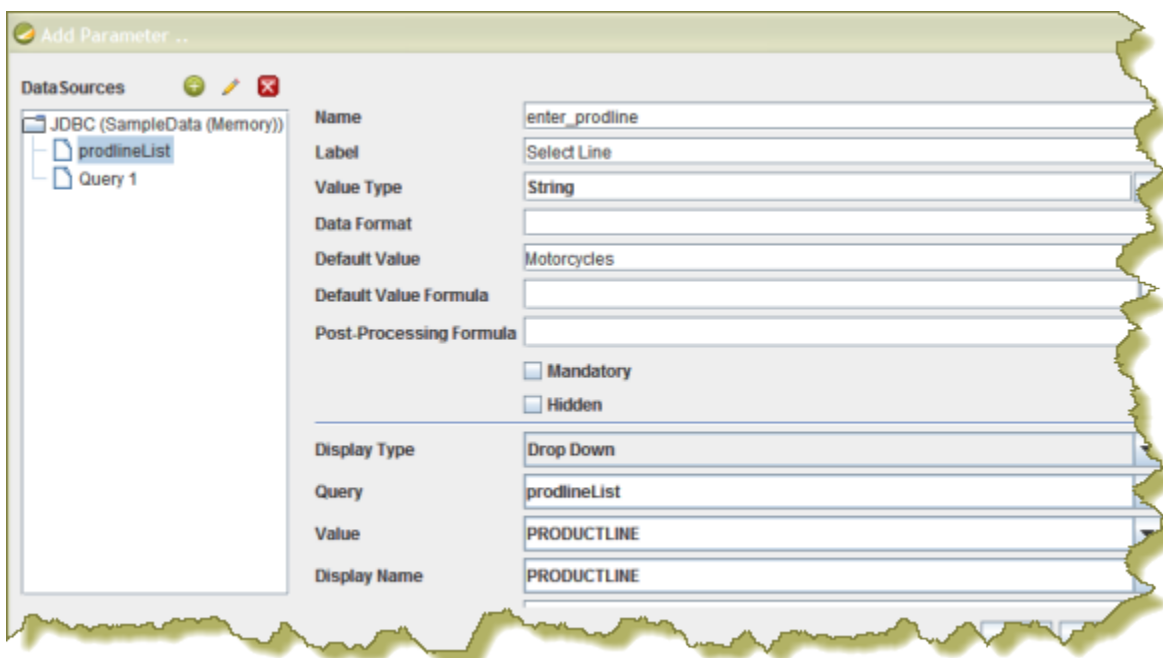 Add Parameter ..
DataSources
JDBC (SampleData (Memory))
prodlineList
Query 1
Name enter_prodline
Label Select Line
Value Type String
Data Format
Default Value Motorcycles
Default Value Formula
Post-Processing Formula
Mandatory
Hidden
Display Type Drop Down
Query prodlineList
Value PRODUCTLINE
Display Name PRODUCTLINE